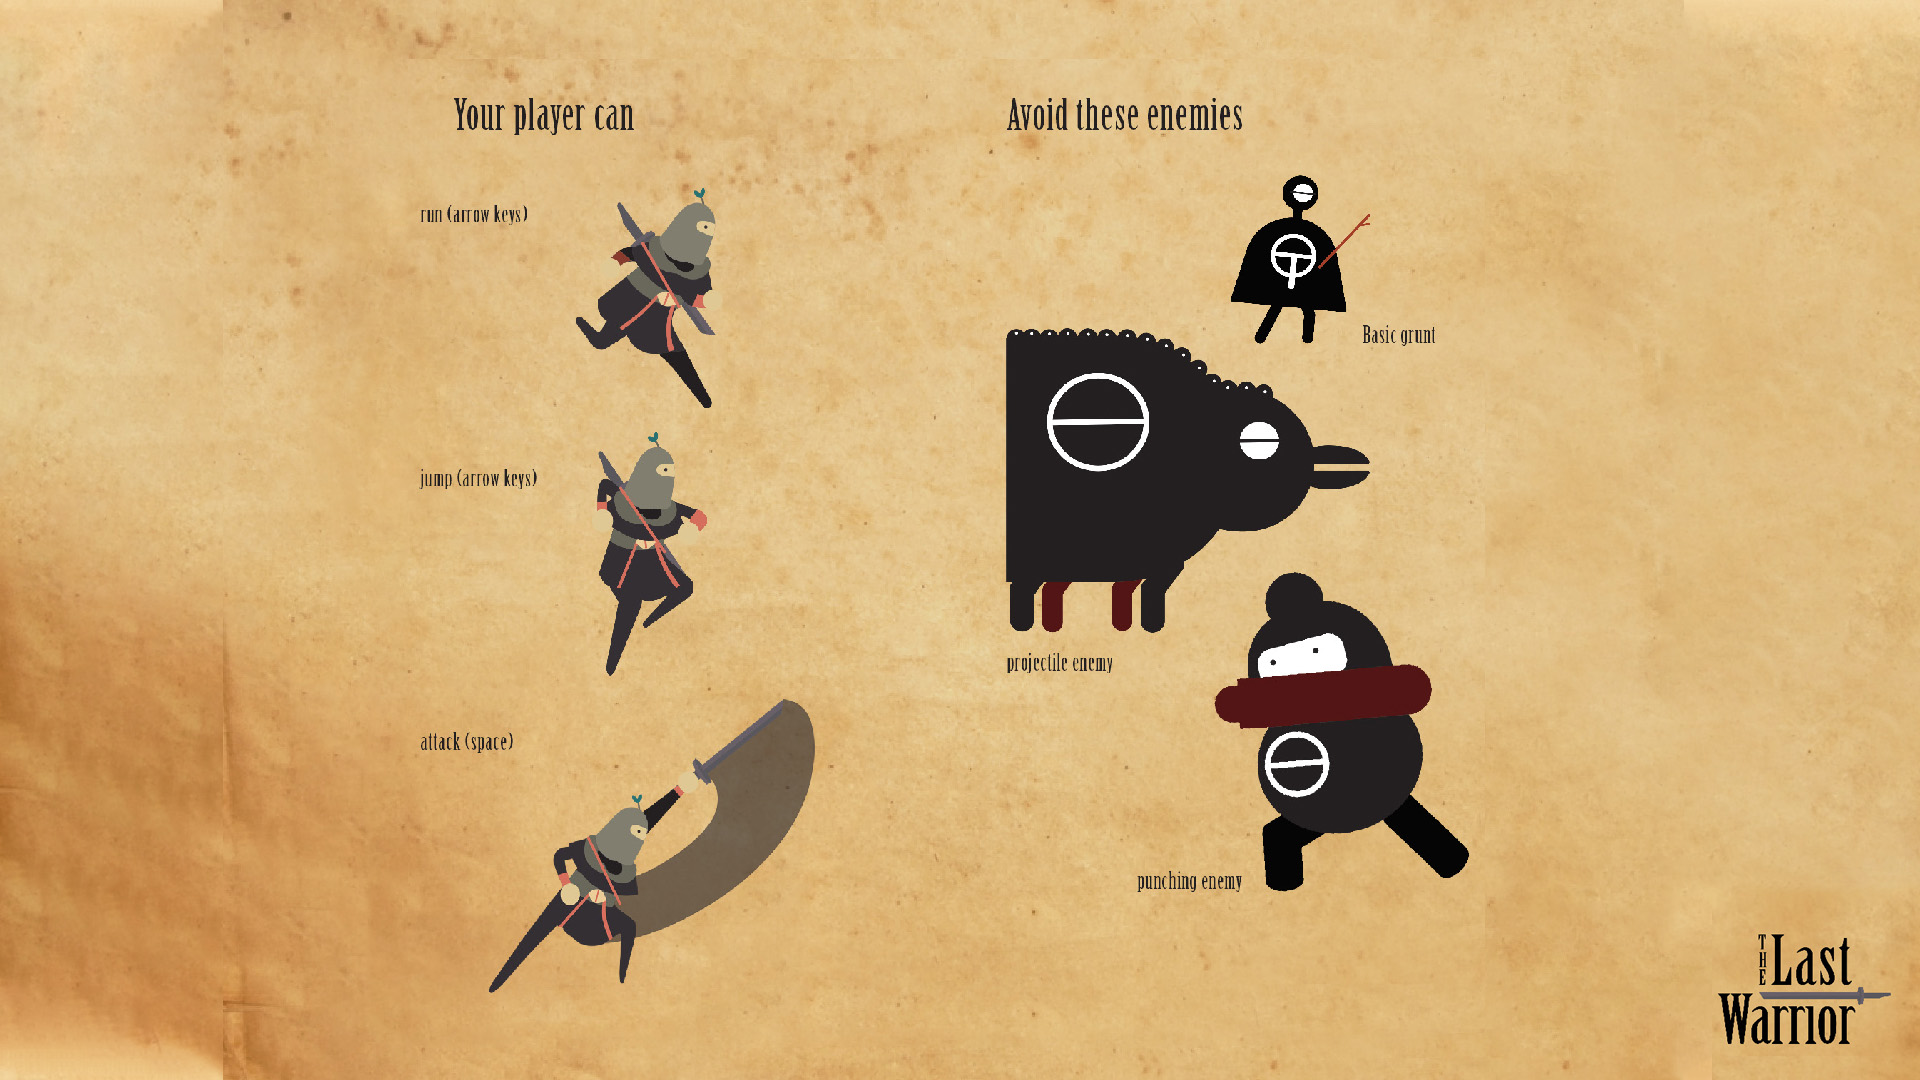 Your player can
run (arrow keys)
jump (arrow keys)
attack (space)
Avoid these enemies
Basic grunt
projectile enemy
punching enemy
THE Last
Warrior